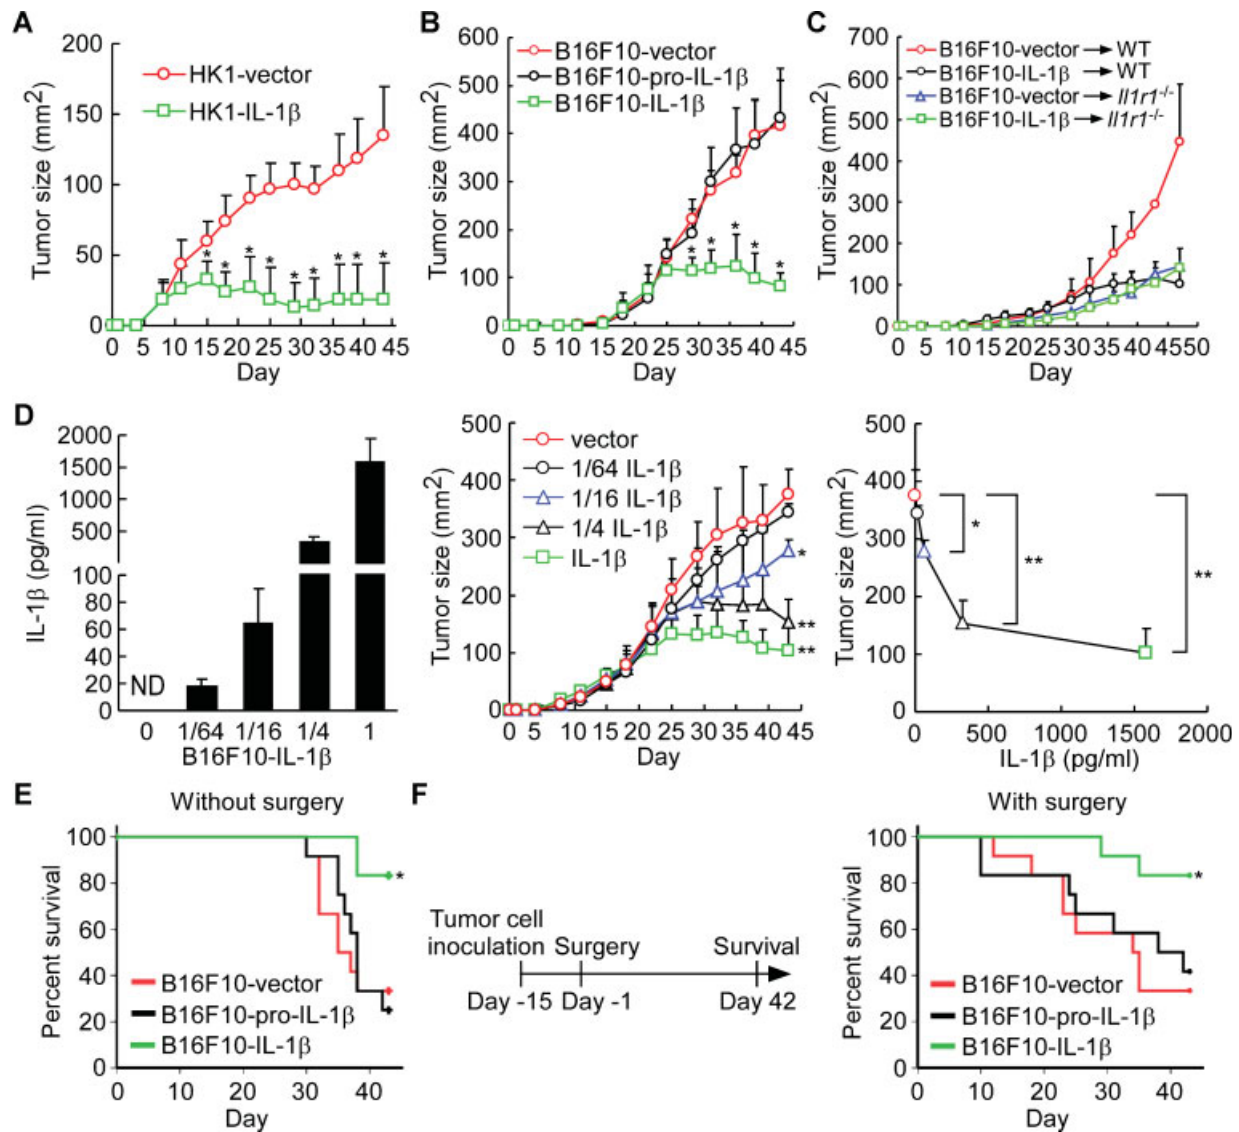 A
Tumor size (mm²)
200
150
100
50
0
HK1-vector
HK1-IL-1β
* * * * * * * *
0 5 10 15 20 25 30 35 40 45
Day
B
Tumor size (mm²)
600
500
400
300
200
100
0
B16F10-vector
B16F10-pro-IL-1β
B16F10-IL-1β
* * * * *
0 5 10 15 20 25 30 35 40 45
Day
C
Tumor size (mm²)
700
600
500
400
300
200
100
0
B16F10-vector → WT
B16F10-IL-1β → WT
B16F10-vector → Il1r1-/-
B16F10-IL-1β → Il1r1-/-
0 5 10 15 20 25 30 35 40 45 50
Day
D
IL-1β (pg/ml)
2000
1500
1000
500
100
80
60
40
20
0
ND
0 1/64 1/16 1/4 1
B16F10-IL-1β
Tumor size (mm²)
500
400
300
200
100
0
vector
1/64 IL-1β
1/16 IL-1β
1/4 IL-1β
IL-1β
*
**
**
0 5 10 15 20 25 30 35 40 45
Day
Tumor size (mm²)
500
400
300
200
100
0
*
**
**
0 500 1000 1500 2000
IL-1β (pg/ml)
E
Without surgery
Percent survival
100
80
60
40
20
0
*
B16F10-vector
B16F10-pro-IL-1β
B16F10-IL-1β
0 10 20 30 40
Day
F
Tumor cell
inoculation
Surgery
Survival
Day -15
Day -1
Day 42
With surgery
Percent survival
100
80
60
40
20
0
*
B16F10-vector
B16F10-pro-IL-1β
B16F10-IL-1β
0 10 20 30 40
Day